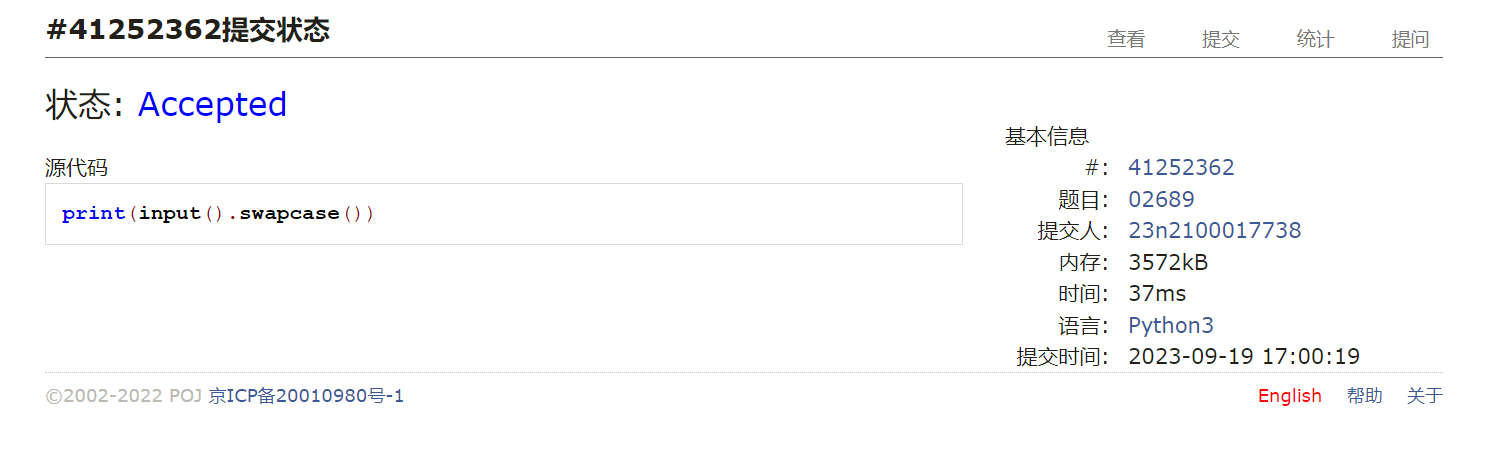 #41252362提交状态
查看 提交 统计 提问
状态: Accepted
源代码
print(input().swapcase())
基本信息
#: 41252362
题目: 02689
提交人: 23n2100017738
内存: 3572kB
时间: 37ms
语言: Python3
提交时间: 2023-09-19 17:00:19
©2002-2022 POJ 京ICP备20010980号-1
English 帮助 关于